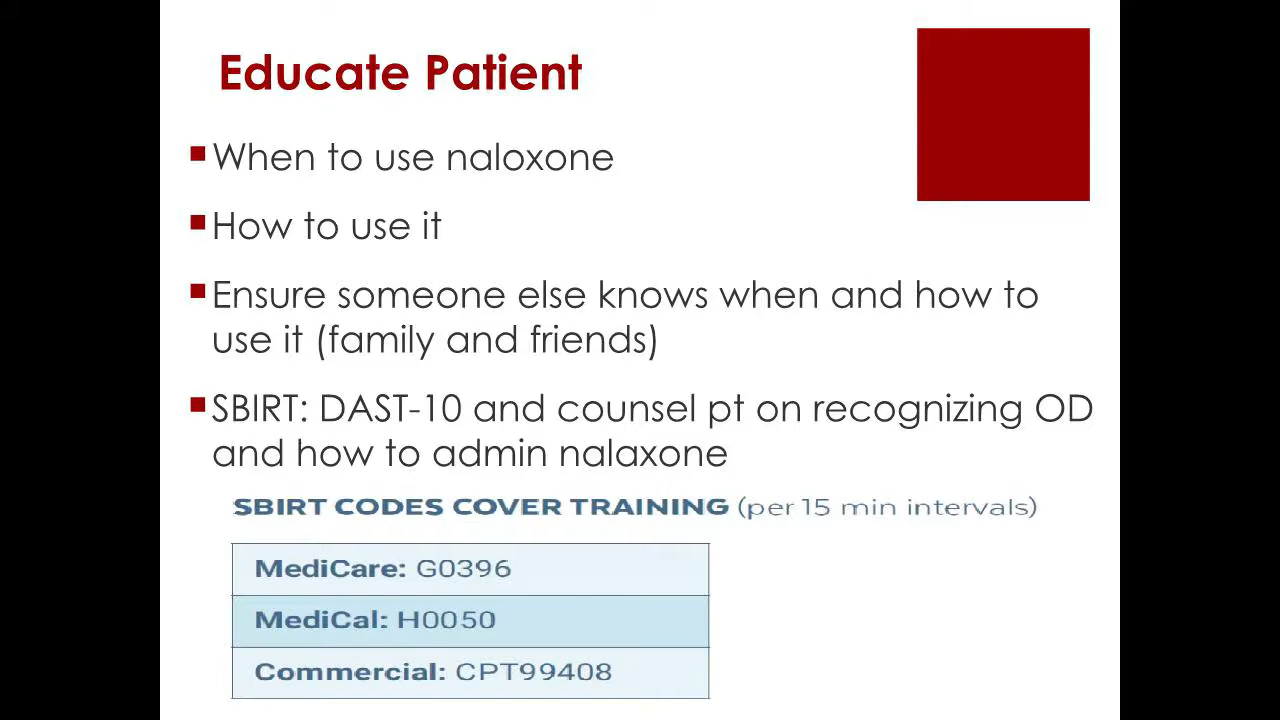 Educate Patient
When to use naloxone
How to use it
Ensure someone else knows when and how to
use it (family and friends)
SBIRT: DAST-10 and counsel pt on recognizing OD
and how to admin nalaxone
SBIRT CODES COVER TRAINING (per 15 min intervals)
MediCare: G0396
MediCal: H0050
Commercial: CPT99408